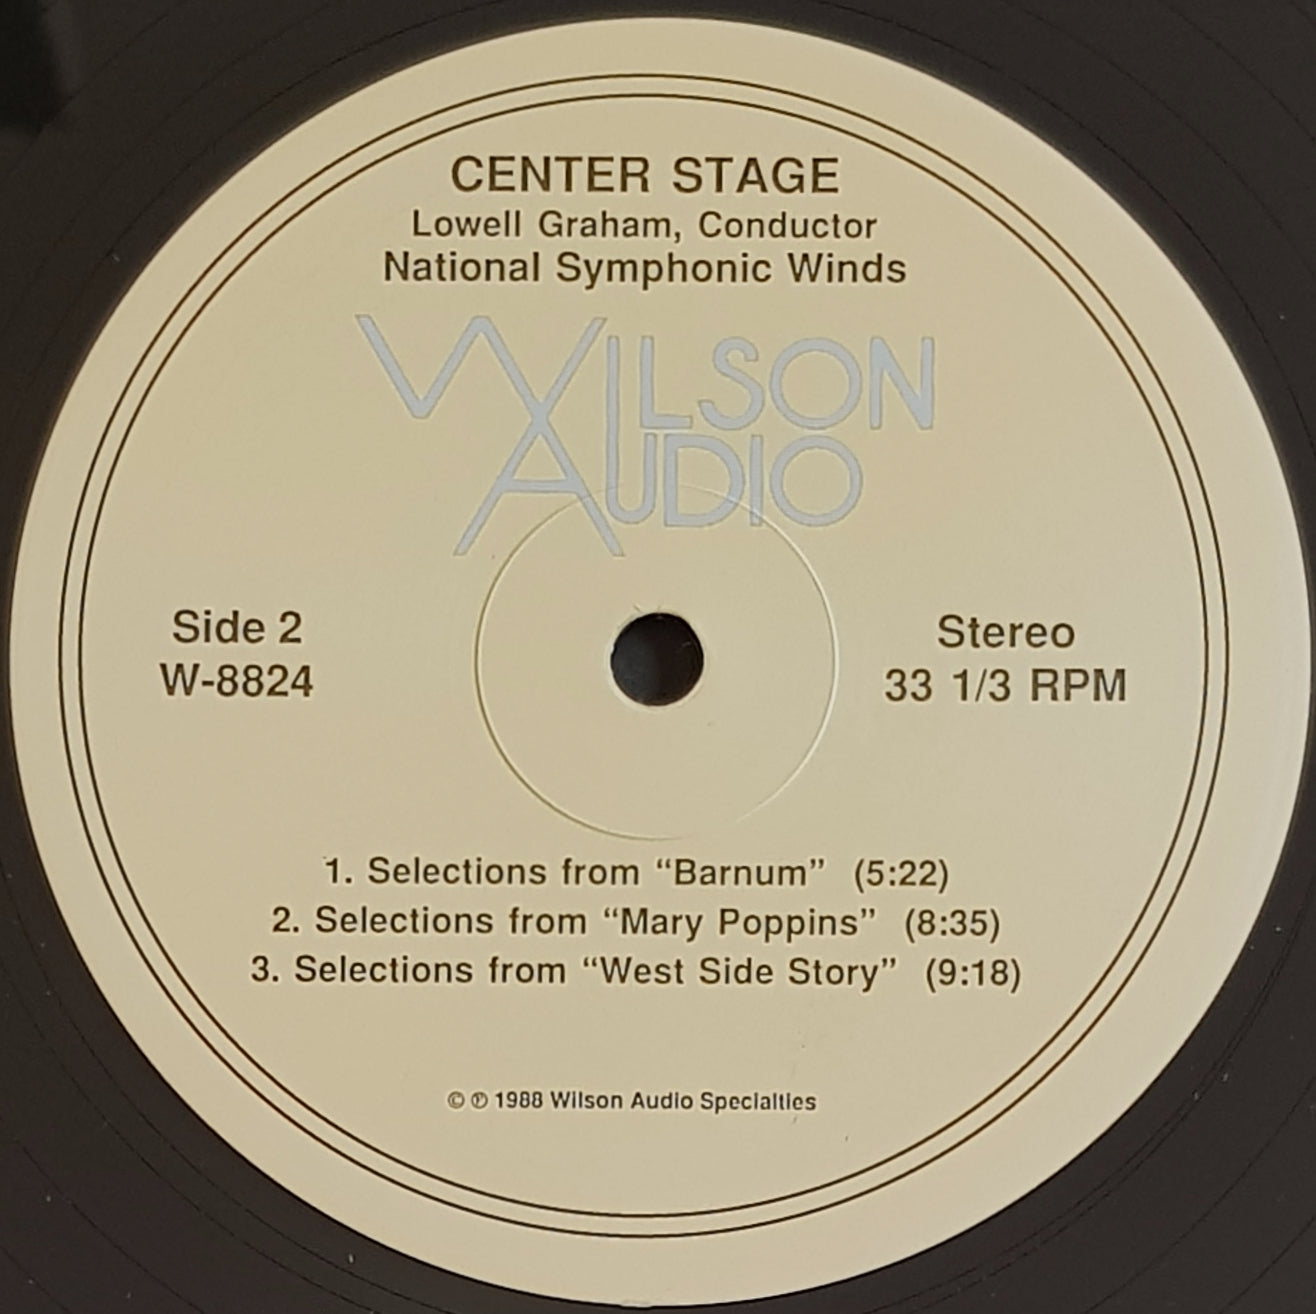 CENTER STAGE
Lowell Graham, Conductor
National Symphonic Winds
WILSON
AUDIO
Side 2
W-8824
Stereo
33 1/3 RPM
1. Selections from “Barnum” (5:22)
2. Selections from “Mary Poppins” (8:35)
3. Selections from “West Side Story” (9:18)
© ℗ 1988 Wilson Audio Specialties